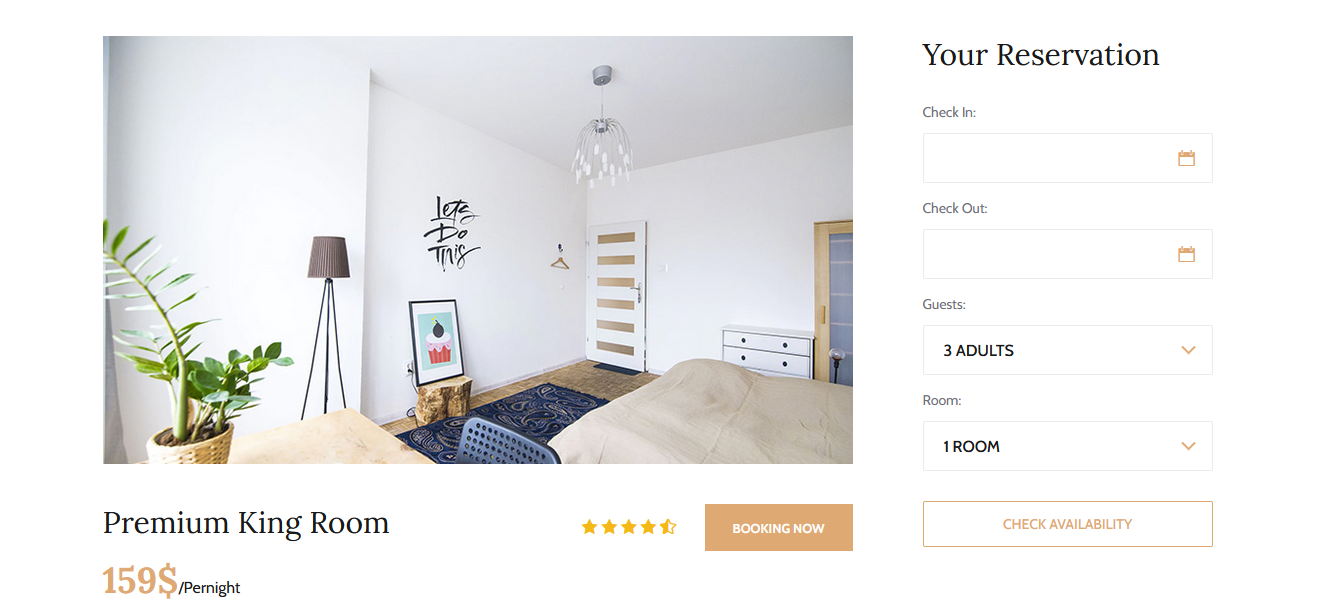 Let's
Do
This
Premium King Room
BOOKING NOW
159$/Pernight
Your Reservation
Check In:
Check Out:
Guests:
3 ADULTS
Room:
1 ROOM
CHECK AVAILABILITY